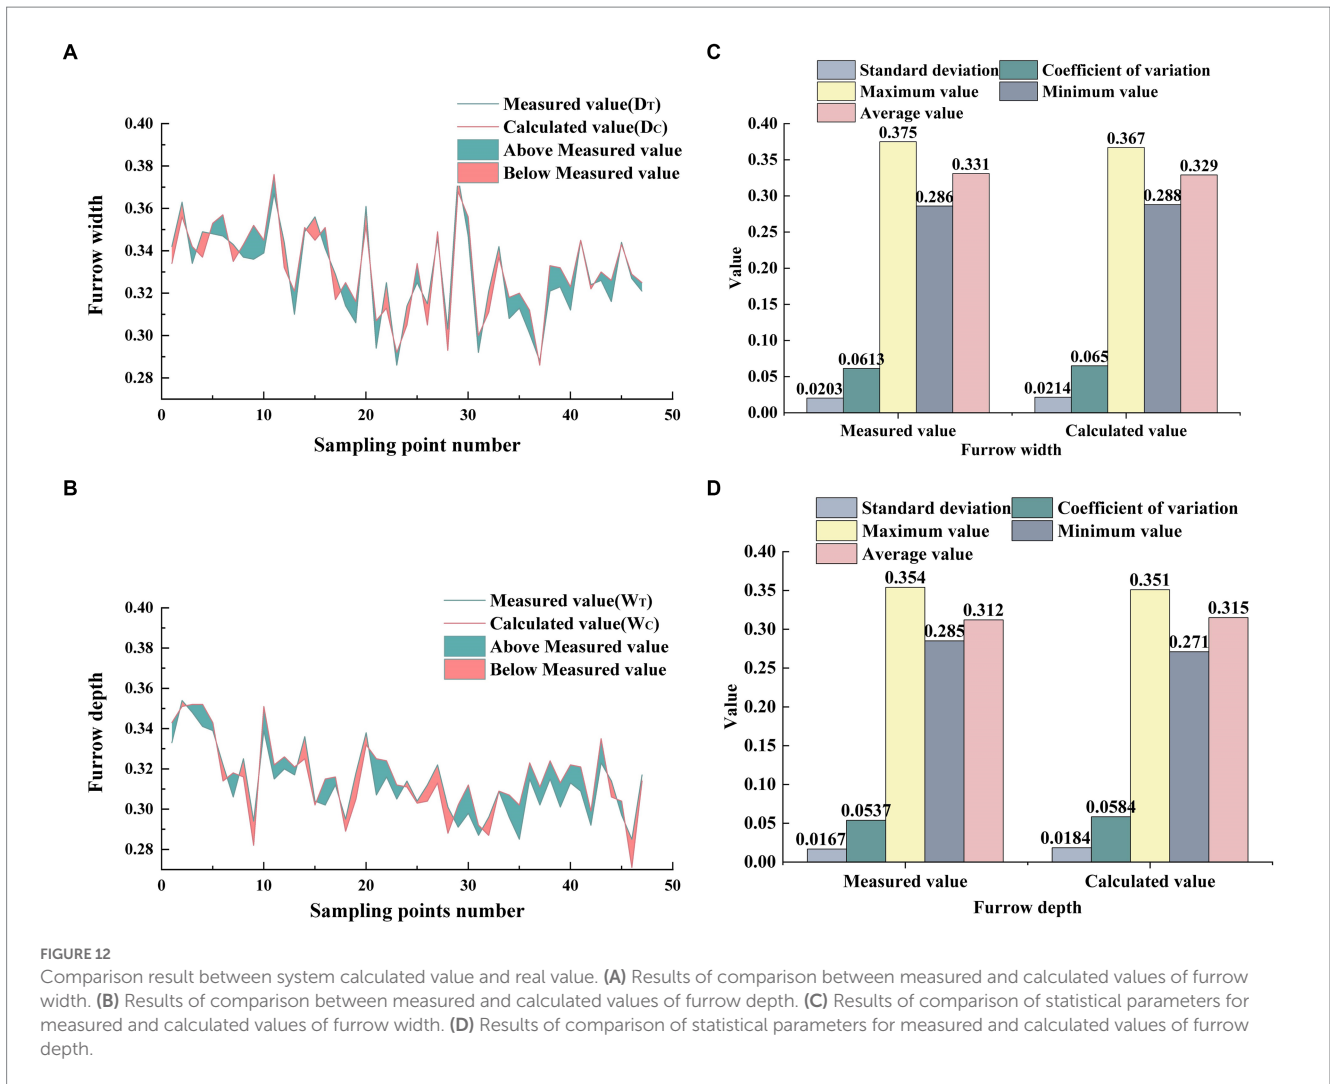 A
Measured value(DT)
Calculated value(DC)
Above Measured value
Below Measured value
0.40
0.38
0.36
0.34
0.32
0.30
0.28
Furrow width
0 10 20 30 40 50
Sampling point number
C
Standard deviation Coefficient of variation
Maximum value Minimum value
Average value
0.40
0.35
0.30
0.25
0.20
0.15
0.10
0.05
0.00
Value
0.0203 0.0613 0.375 0.286 0.331
0.0214 0.065 0.367 0.288 0.329
Measured value Calculated value
Furrow width
B
Measured value(WT)
Calculated value(WC)
Above Measured value
Below Measured value
0.40
0.38
0.36
0.34
0.32
0.30
0.28
Furrow depth
0 10 20 30 40 50
Sampling points number
D
Standard deviation Coefficient of variation
Maximum value Minimum value
Average value
0.40
0.35
0.30
0.25
0.20
0.15
0.10
0.05
0.00
Value
0.0167 0.0537 0.354 0.285 0.312
0.0184 0.0584 0.351 0.271 0.315
Measured value Calculated value
Furrow depth
FIGURE 12
Comparison result between system calculated value and real value. (A) Results of comparison between measured and calculated values of furrow
width. (B) Results of comparison between measured and calculated values of furrow depth. (C) Results of comparison of statistical parameters for
measured and calculated values of furrow width. (D) Results of comparison of statistical parameters for measured and calculated values of furrow
depth.